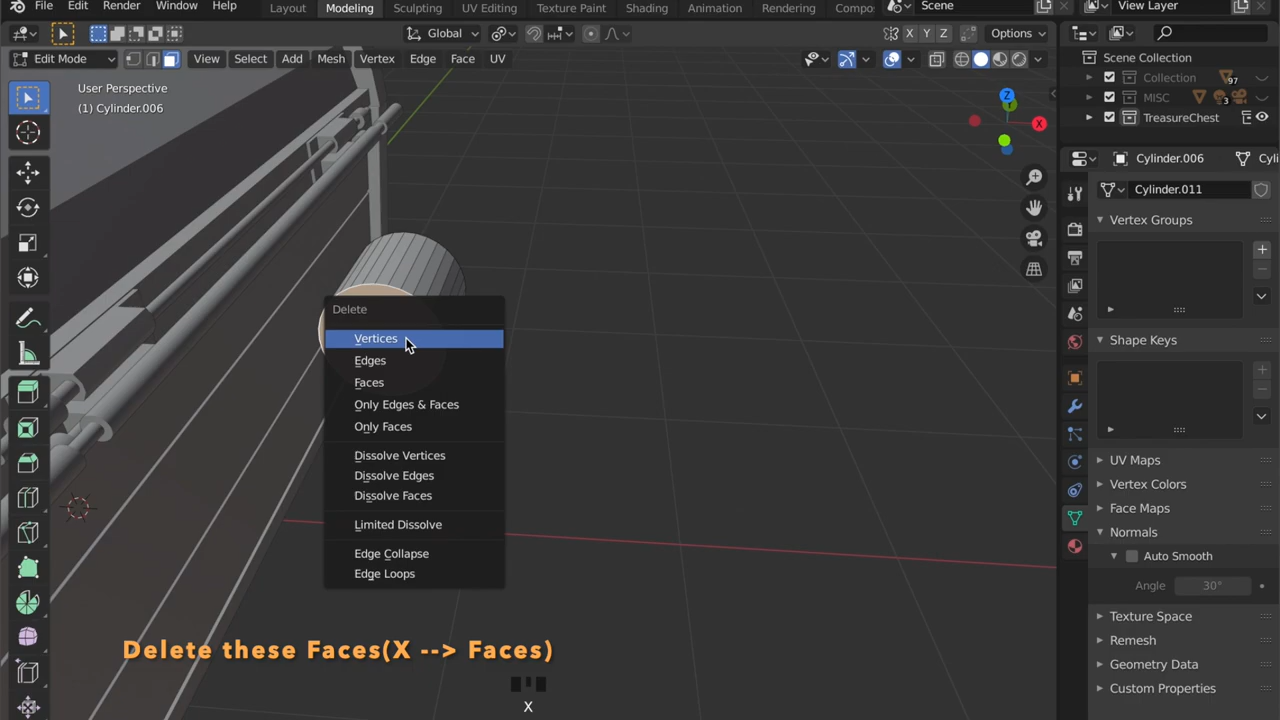 File Edit Render Window Help
Layout Modeling Sculpting UV Editing Texture Paint Shading Animation Rendering Compo
Scene
View Layer
Global
X Y Z
Options
Edit Mode
View Select Add Mesh Vertex Edge Face UV
User Perspective
(1) Cylinder.006
Z
Y
X
Scene Collection
Collection 97
MISC 3
TreasureChest
Cylinder.006
Cyli
Cylinder.011
Vertex Groups
Shape Keys
UV Maps
Vertex Colors
Face Maps
Normals
Auto Smooth
Angle 30°
Texture Space
Remesh
Geometry Data
Custom Properties
Delete
Vertices
Edges
Faces
Only Edges & Faces
Only Faces
Dissolve Vertices
Dissolve Edges
Dissolve Faces
Limited Dissolve
Edge Collapse
Edge Loops
Delete these Faces(X --> Faces)
X